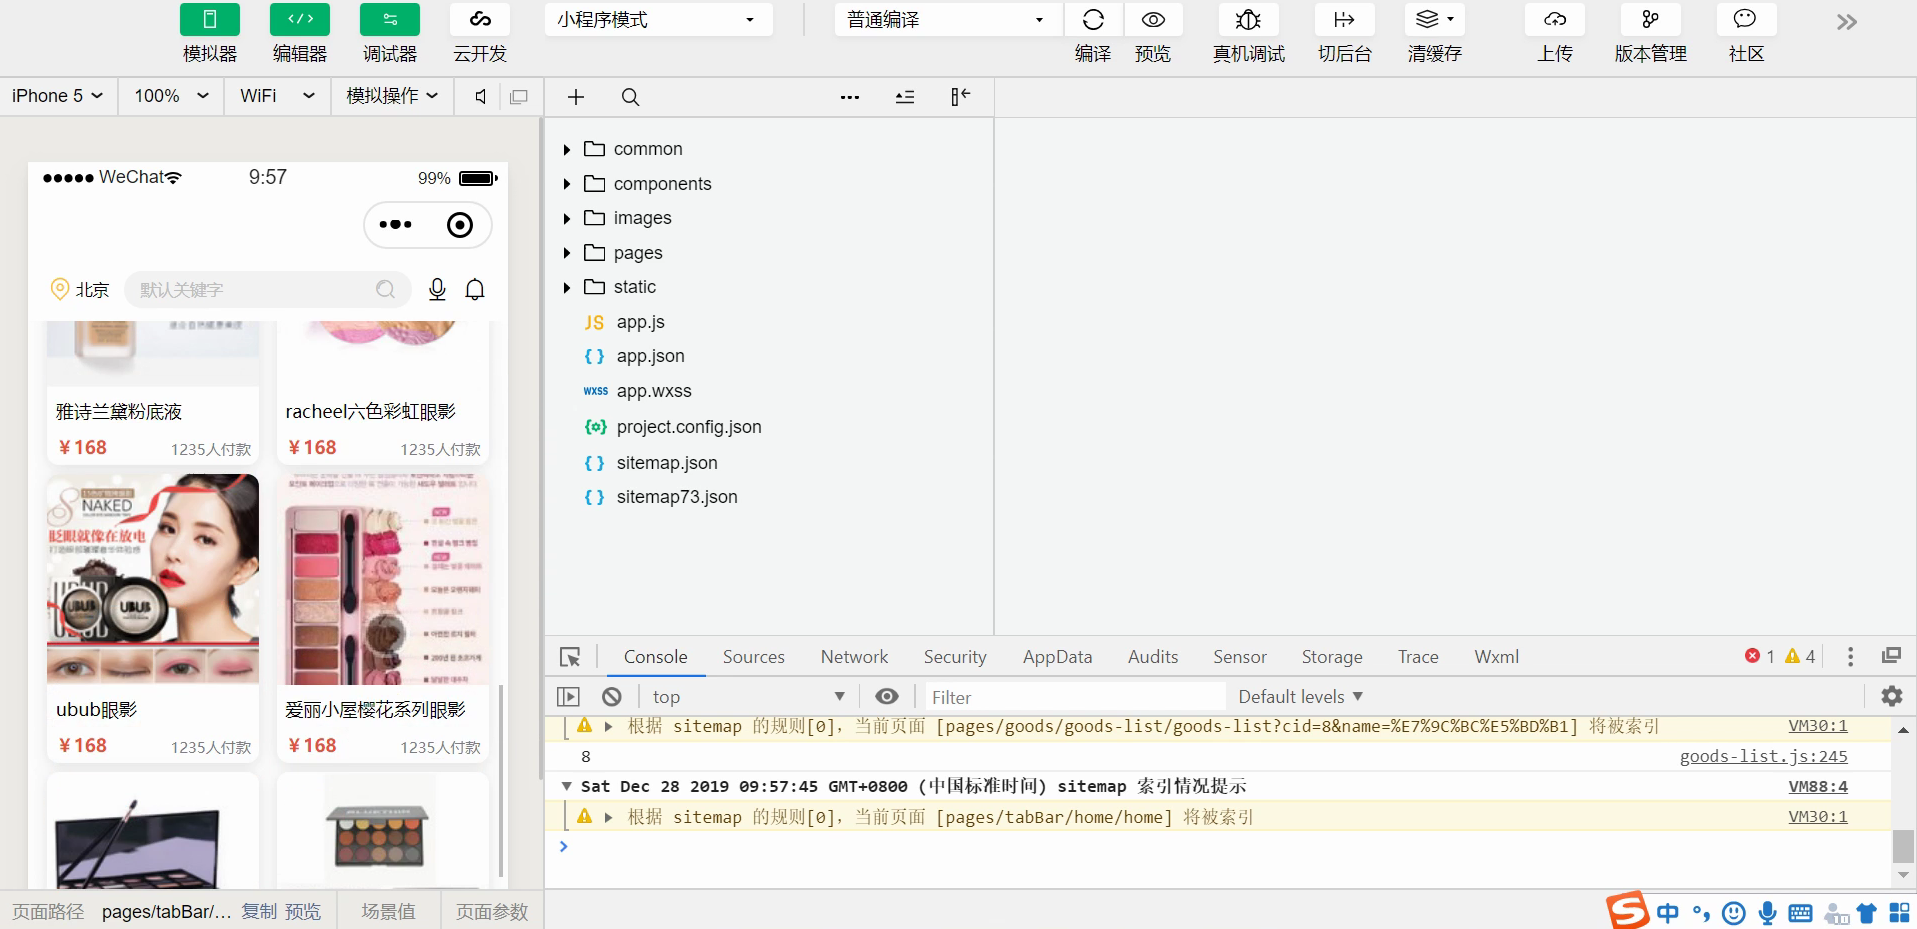 模拟器 编辑器 调试器 云开发
小程序模式 普通编译
编译 预览 真机调试 切后台 清缓存 上传 版本管理 社区
iPhone 5 100% WiFi 模拟操作
WeChat 9:57 99%
北京 默认关键字
雅诗兰黛粉底液 racheel六色彩虹眼影
￥168 1235人付款 ￥168 1235人付款
NAKED
眨眼就像在放电
UBUB
ubub眼影 爱丽小屋樱花系列眼影
￥168 1235人付款 ￥168 1235人付款
页面路径 pages/tabBar/... 复制 预览 场景值 页面参数
common
components
images
pages
static
JS app.js
{ } app.json
wxss app.wxss
project.config.json
{ } sitemap.json
{ } sitemap73.json
Console Sources Network Security AppData Audits Sensor Storage Trace Wxml 1 4
top Filter Default levels
根据 sitemap 的规则[0]，当前页面 [pages/goods/goods-list/goods-list?cid=8&name=%E7%9C%BC%E5%BD%B1] 将被索引 VM30:1
8 goods-list.js:245
Sat Dec 28 2019 09:57:45 GMT+0800 (中国标准时间) sitemap 索引情况提示 VM88:4
根据 sitemap 的规则[0]，当前页面 [pages/tabBar/home/home] 将被索引 VM30:1
中